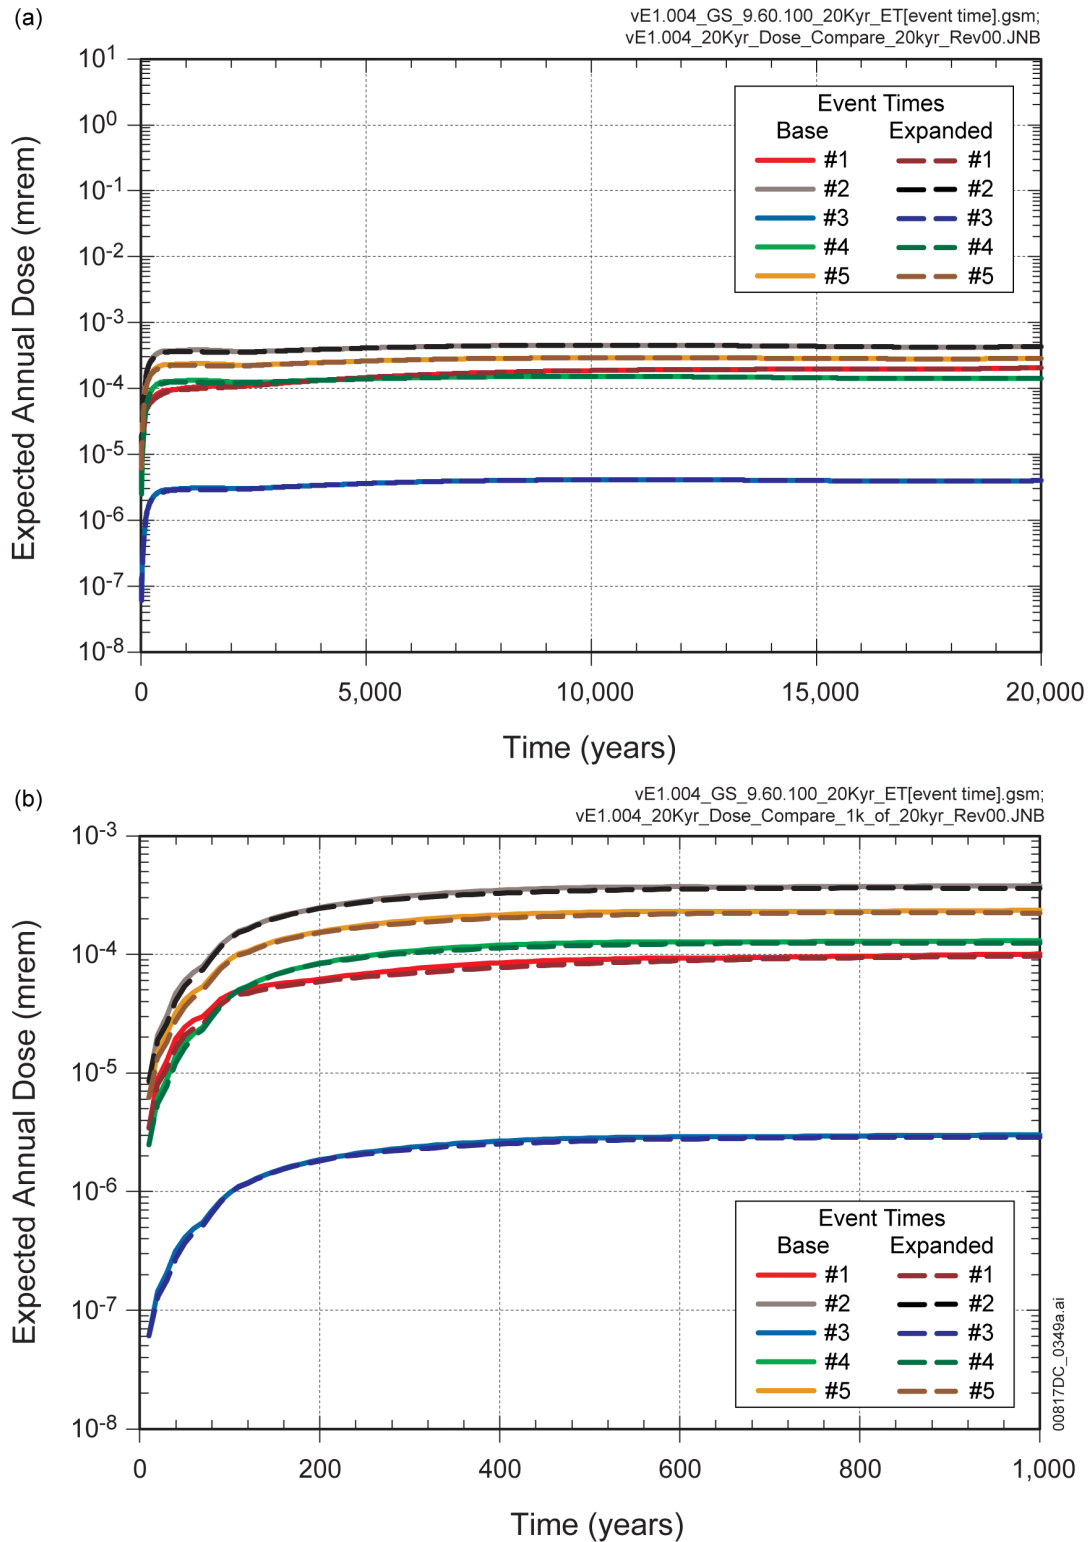 (a)
vE1.004_GS_9.60.100_20Kyr_ET[event time].gsm;
vE1.004_20Kyr_Dose_Compare_20kyr_Rev00.JNB
Expected Annual Dose (mrem)
10^1
10^0
10^-1
10^-2
10^-3
10^-4
10^-5
10^-6
10^-7
10^-8
Event Times
Base Expanded
#1 #1
#2 #2
#3 #3
#4 #4
#5 #5
0 5,000 10,000 15,000 20,000
Time (years)
(b)
vE1.004_GS_9.60.100_20Kyr_ET[event time].gsm;
vE1.004_20Kyr_Dose_Compare_1k_of_20kyr_Rev00.JNB
Expected Annual Dose (mrem)
10^-3
10^-4
10^-5
10^-6
10^-7
10^-8
Event Times
Base Expanded
#1 #1
#2 #2
#3 #3
#4 #4
#5 #5
00817DC_0349a.ai
0 200 400 600 800 1,000
Time (years)